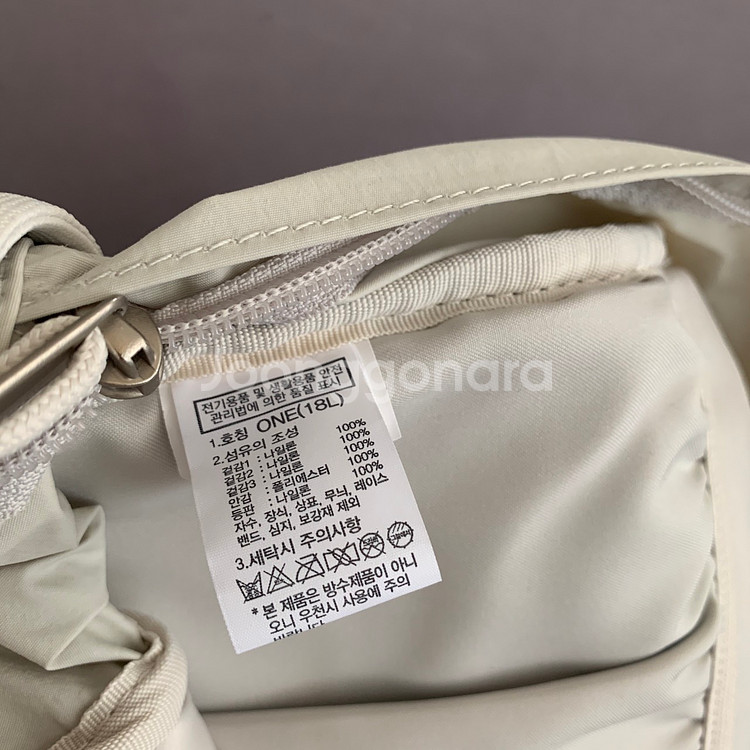 Joonggonara
전기용품 및 생활용품 안전
관리법에 의한 품질 표시
1.호칭 ONE(18L)
2.섬유의 조성
겉감1 : 나일론 100%
겉감2 : 나일론 100%
겉감3 : 나일론 100%
안감 : 폴리에스터 100%
등판 : 나일론 100%
자수, 장식, 상표, 무늬, 레이스
밴드, 심지, 보강재 제외
3.세탁시 주의사항
* 본 제품은 방수제품이 아니
오니 우천시 사용에 주의
바랍니다